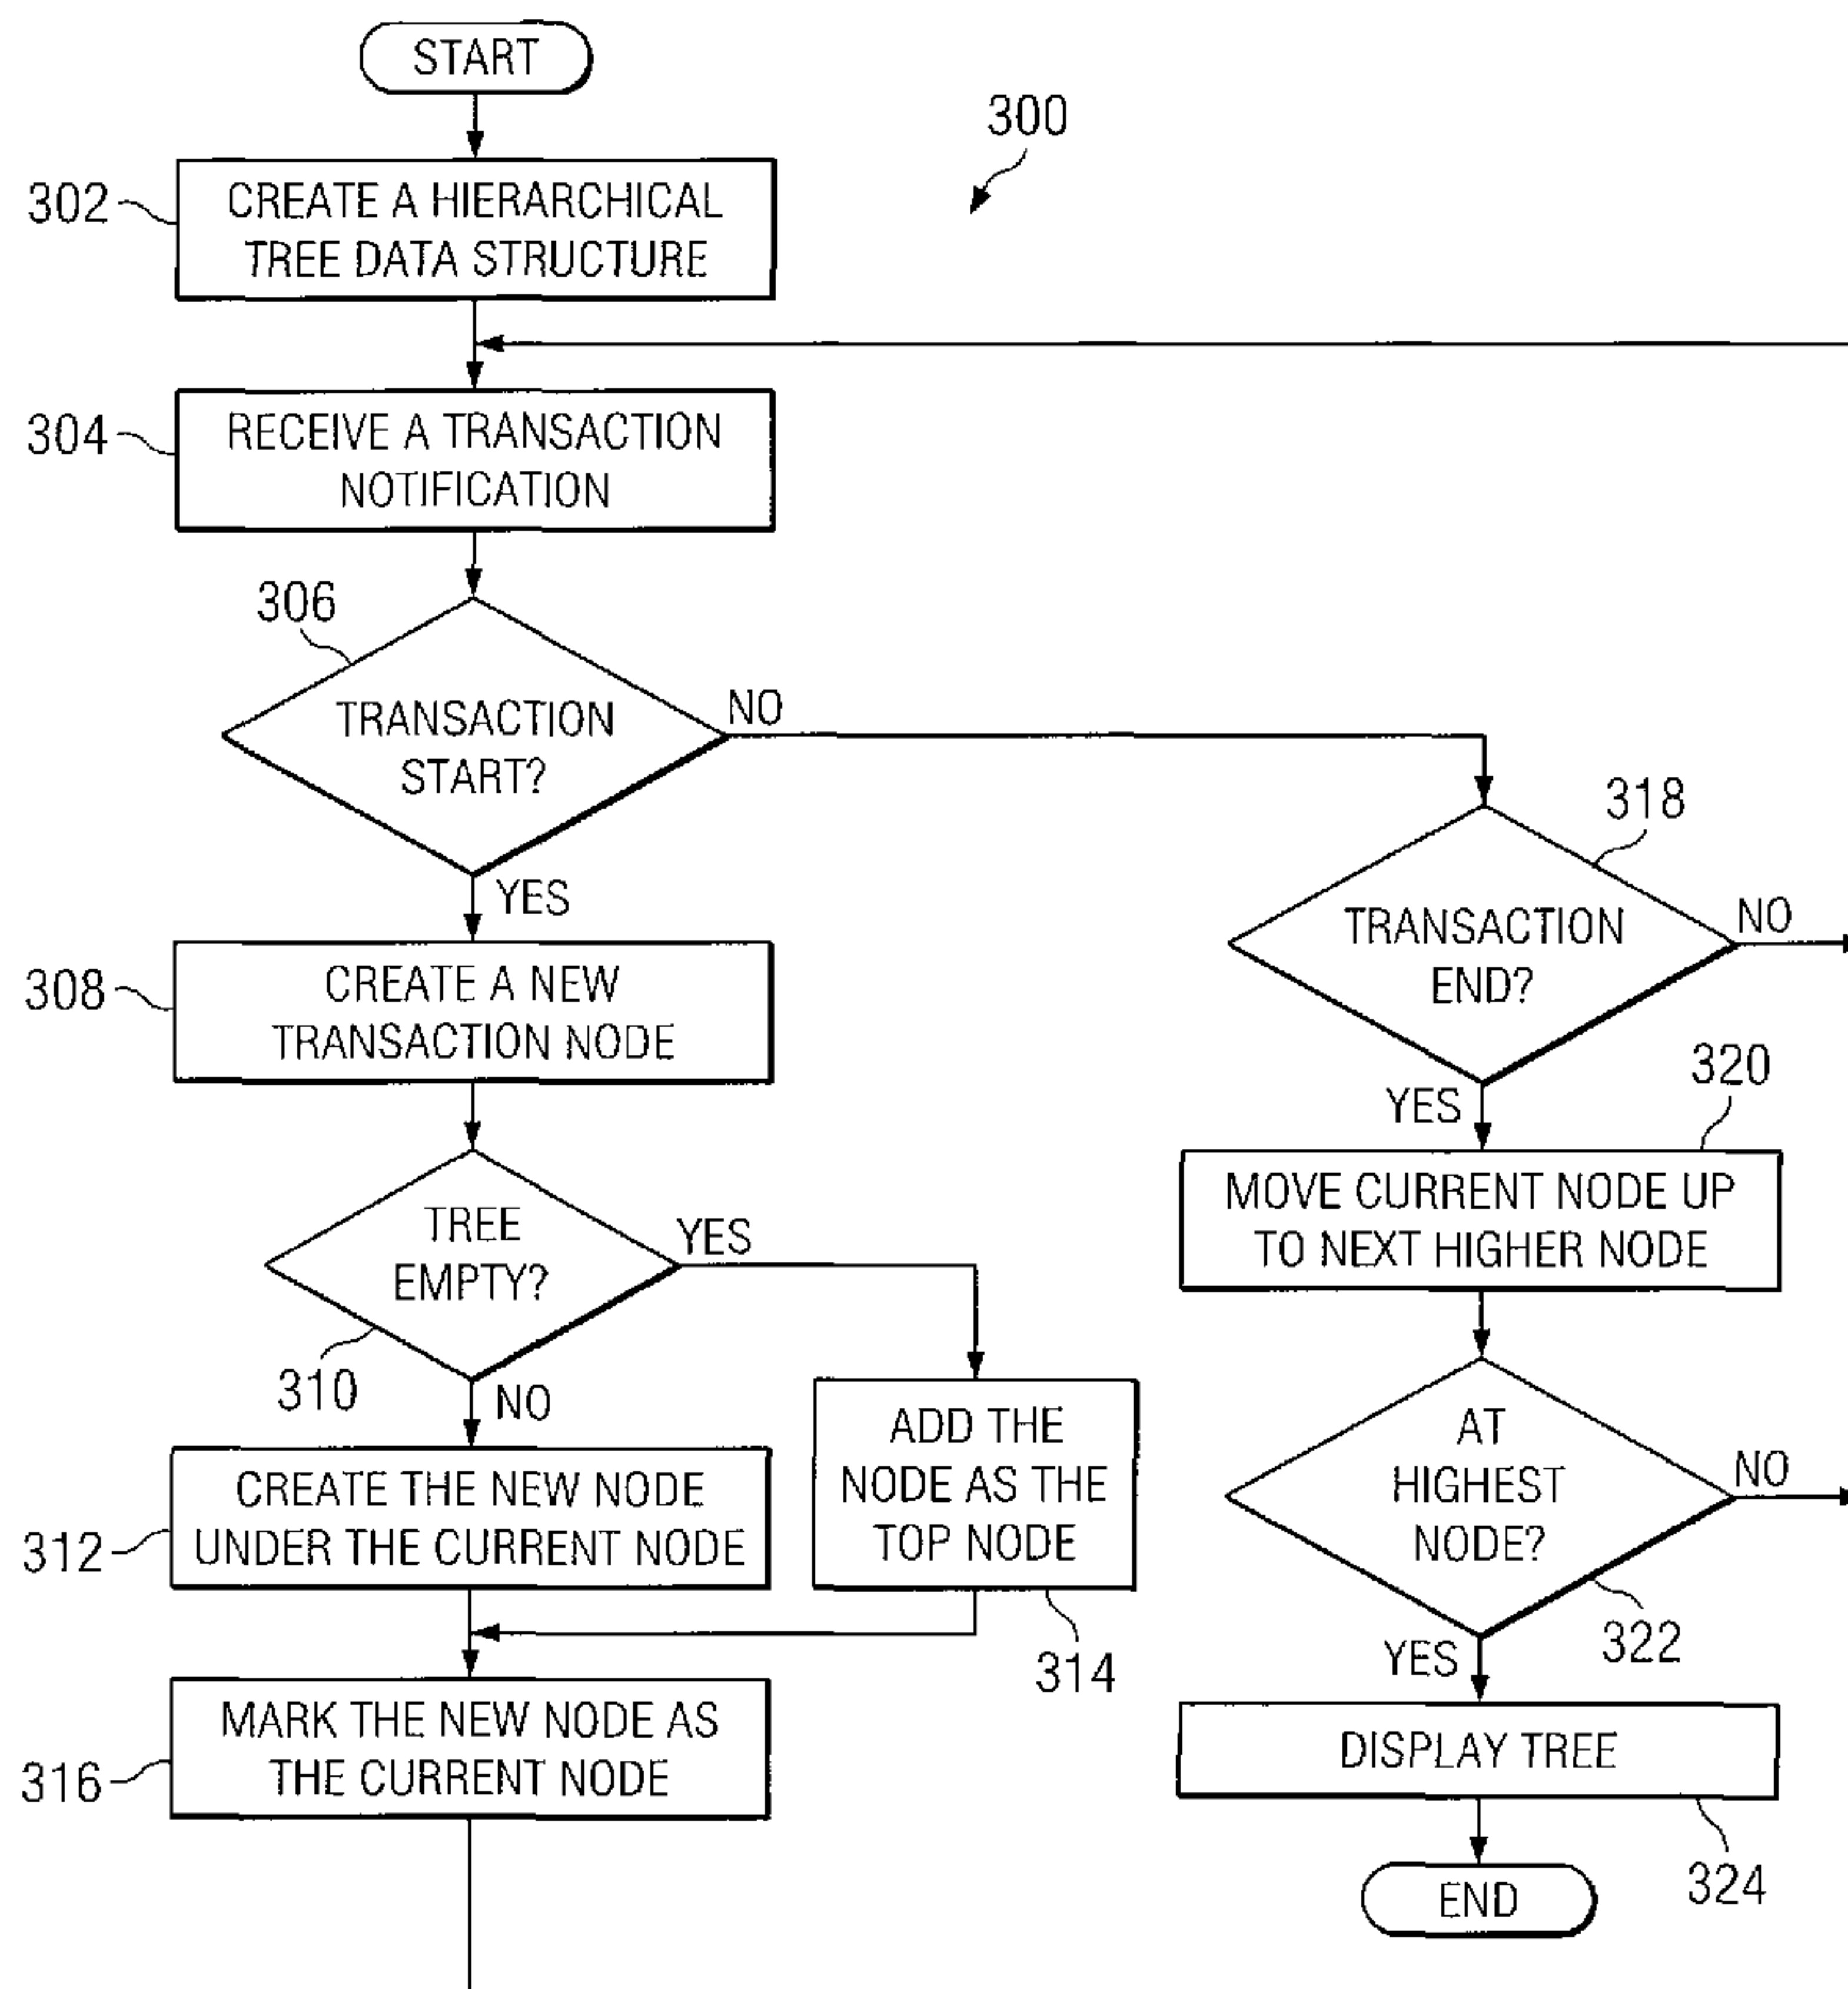 START
300
302
CREATE A HIERARCHICAL
TREE DATA STRUCTURE
304
RECEIVE A TRANSACTION
NOTIFICATION
306
TRANSACTION
START?
NO
YES
308
CREATE A NEW
TRANSACTION NODE
310
TREE
EMPTY?
YES
NO
312
CREATE THE NEW NODE
UNDER THE CURRENT NODE
ADD THE
NODE AS THE
TOP NODE
314
316
MARK THE NEW NODE AS
THE CURRENT NODE
318
TRANSACTION
END?
NO
YES
320
MOVE CURRENT NODE UP
TO NEXT HIGHER NODE
AT
HIGHEST
NODE?
NO
322
YES
DISPLAY TREE
324
END